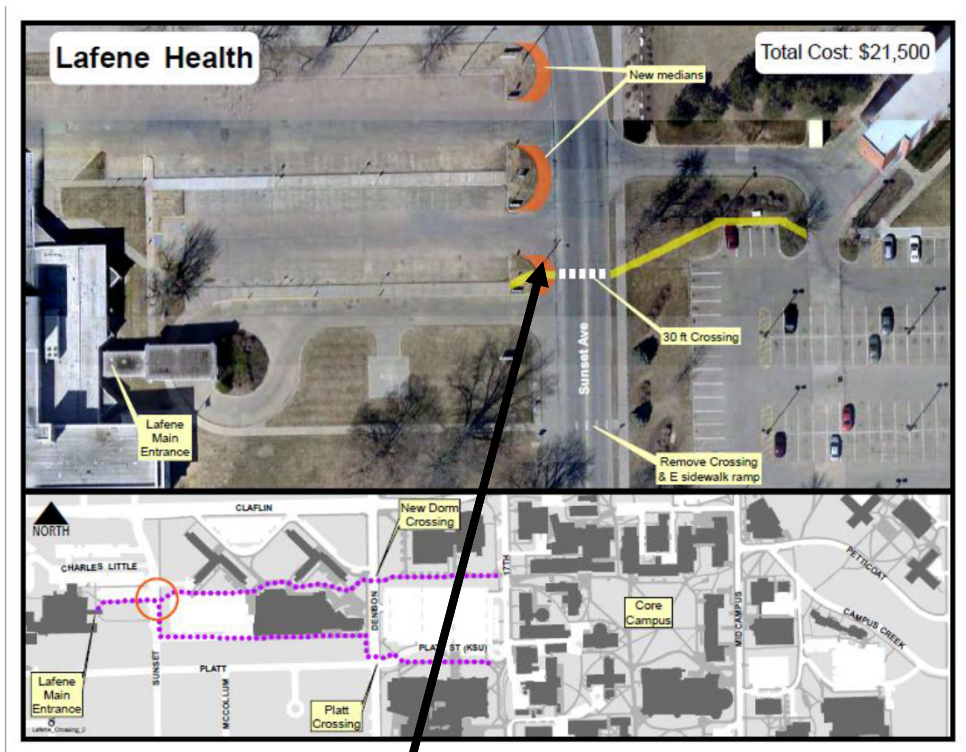 Lafene Health
Total Cost: $21,500
New medians
30 ft Crossing
Sunset Ave
Lafene
Main
Entrance
Remove Crossing
& E sidewalk ramp
NORTH
CLAFLIN
New Dorm
Crossing
CHARLES LITTLE
17TH
PETTICOAT
DENISON
Core
Campus
MIDCAMPUS
CAMPUS CREEK
SUNSET
PLATT
PLATT ST (KSU)
Lafene
Main
Entrance
MCCOLLUM
Platt
Crossing
Lafene_Crossing_2